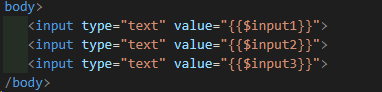 body>
<input type="text" value="{{$input1}}">
<input type="text" value="{{$input2}}">
<input type="text" value="{{$input3}}">
/body>